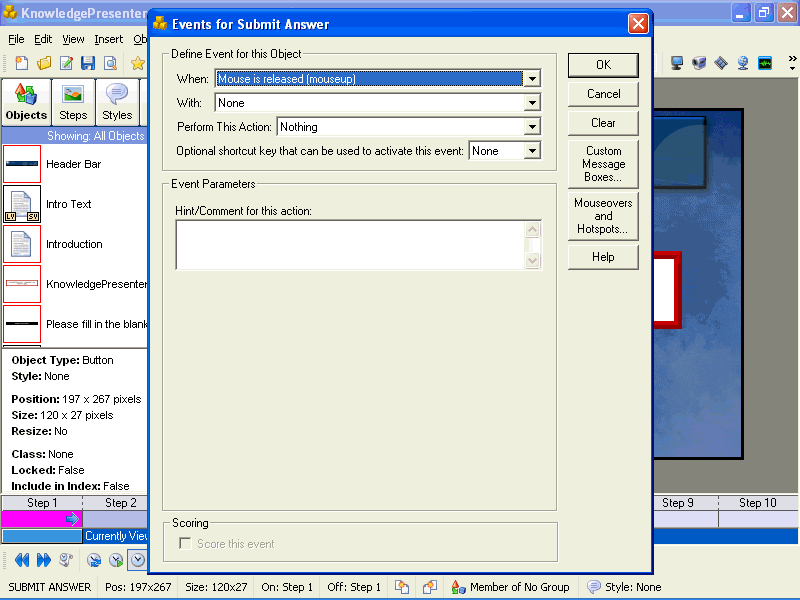 KnowledgePresenter
Events for Submit Answer
File Edit View Insert Ob
Define Event for this Object
When: Mouse is released (mouseup)
With: None
Perform This Action: Nothing
Optional shortcut key that can be used to activate this event: None
OK
Cancel
Clear
Custom
Message
Boxes...
Mouseovers
and
Hotspots...
Help
Objects Steps Styles
Showing: All Objects
Header Bar
Intro Text
Introduction
KnowledgePresenter
Please fill in the blank
Event Parameters
Hint/Comment for this action:
Object Type: Button
Style: None
Position: 197 x 267 pixels
Size: 120 x 27 pixels
Resize: No
Class: None
Locked: False
Include in Index: False
Step 1 Step 2 Step 9 Step 10
Currently View
Scoring
Score this event
SUBMIT ANSWER Pos: 197x267 Size: 120x27 On: Step 1 Off: Step 1 Member of No Group Style: None